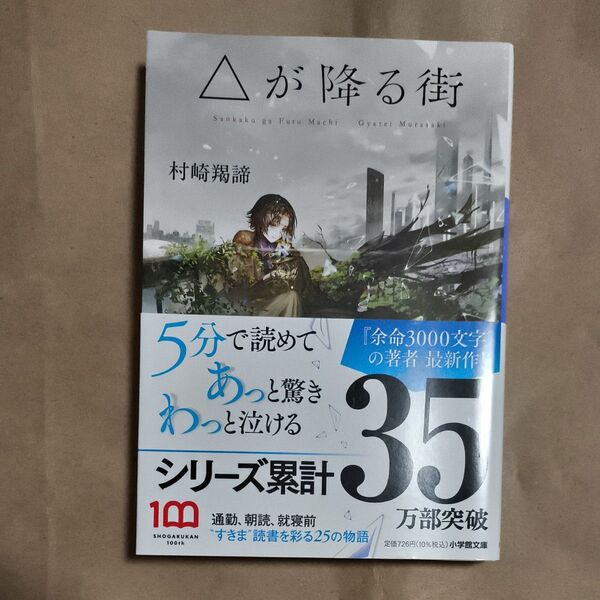 △が降る街
Sankaku ga Furu Machi Gyatei Murasaki
村崎羯諦
5分で読めて
あっと驚き
わっと泣ける
『余命3000文字』
の著者 最新作!
シリーズ累計
35
万部突破
100
SHOGAKUKAN
100th
通勤、朝読、就寝前
"すきま"読書を彩る25の物語
定価726円(10%税込) 小学館文庫